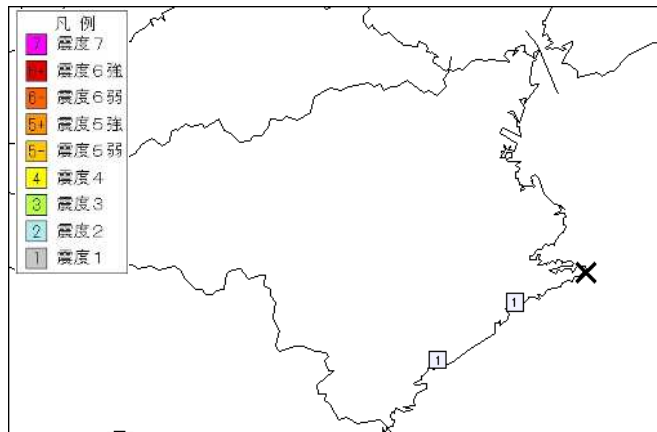 凡 例
7 震度7
6+ 震度6強
6- 震度6弱
5+ 震度5強
5- 震度5弱
4 震度4
3 震度3
2 震度2
1 震度1
1
1